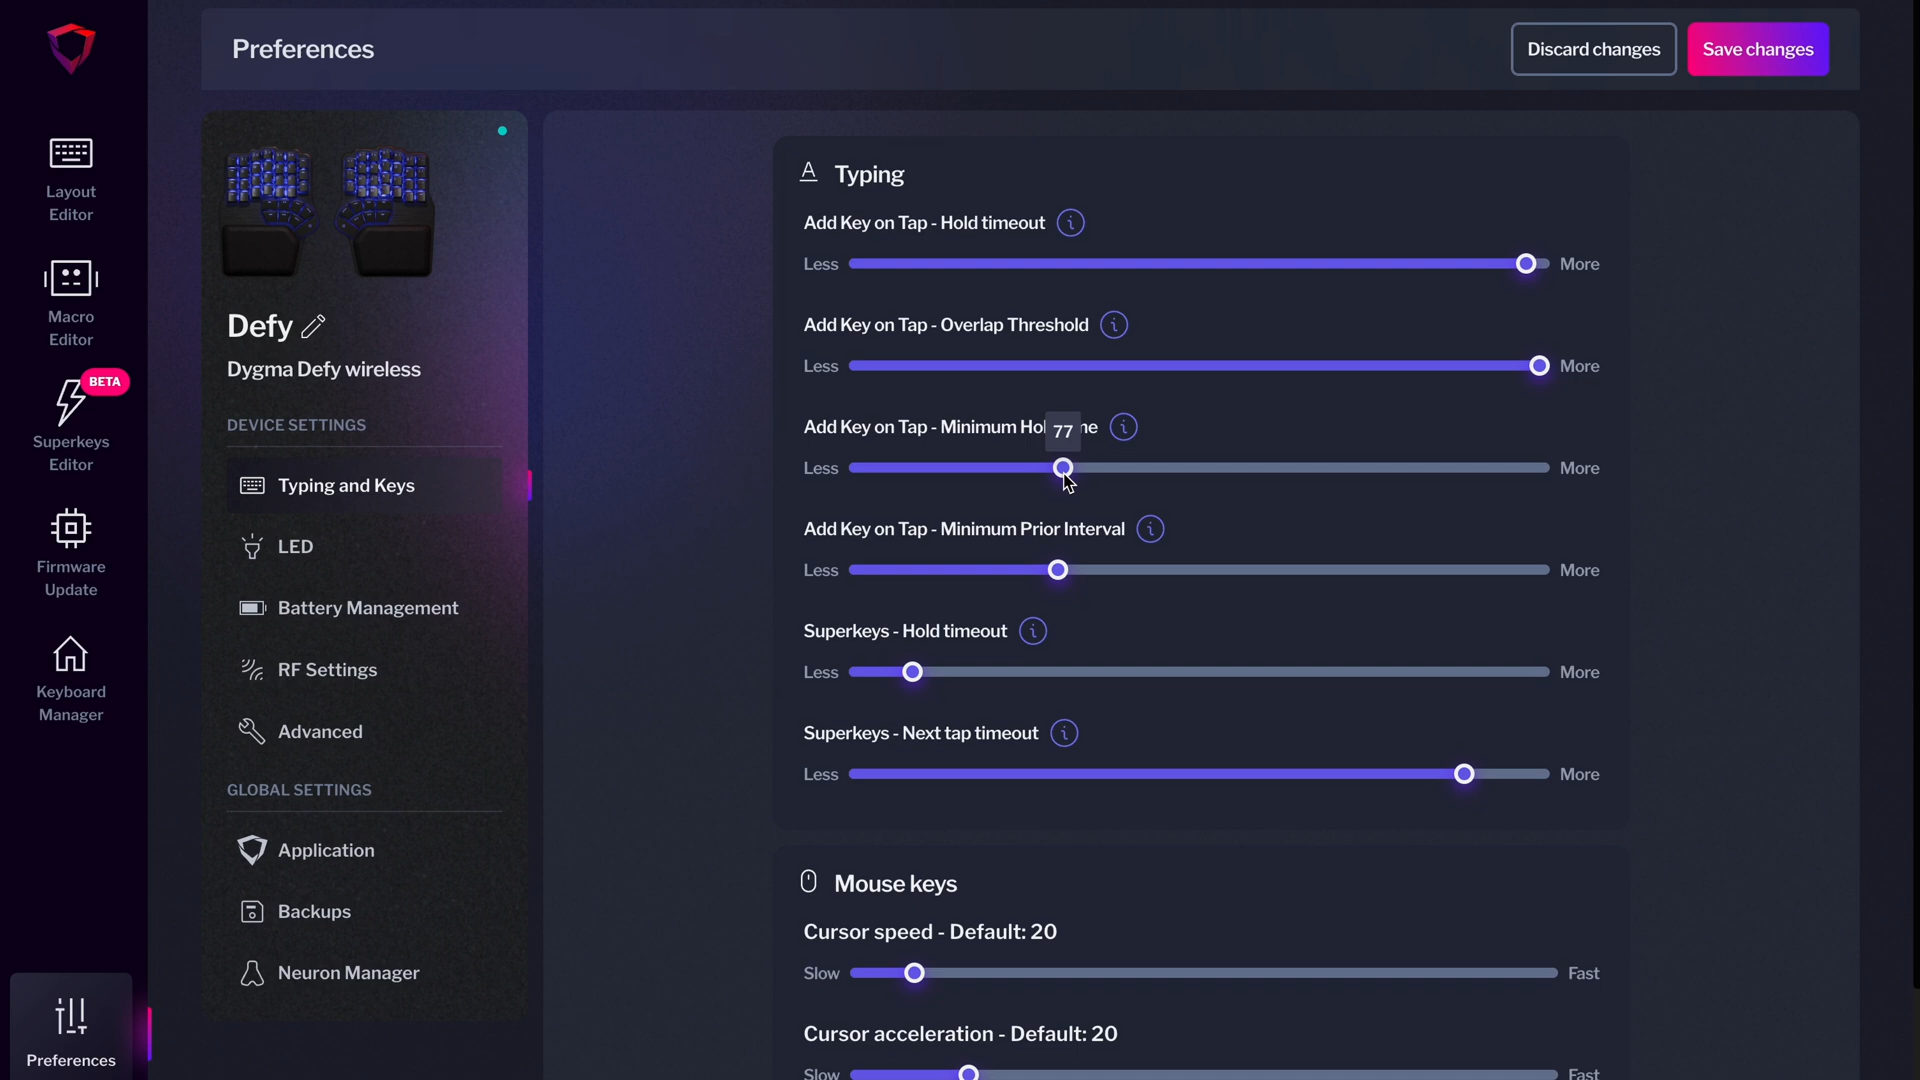 Preferences
Discard changes
Save changes
Layout
Editor
Macro
Editor
BETA
Superkeys
Editor
Firmware
Update
Keyboard
Manager
Preferences
Defy
Dygma Defy wireless
DEVICE SETTINGS
Typing and Keys
LED
Battery Management
RF Settings
Advanced
GLOBAL SETTINGS
Application
Backups
Neuron Manager
Typing
Add Key on Tap - Hold timeout
Less More
Add Key on Tap - Overlap Threshold
Less More
Add Key on Tap - Minimum
77
Less More
Add Key on Tap - Minimum Prior Interval
Less More
Superkeys - Hold timeout
Less More
Superkeys - Next tap timeout
Less More
Mouse keys
Cursor speed - Default: 20
Slow Fast
Cursor acceleration - Default: 20
Slow Fast